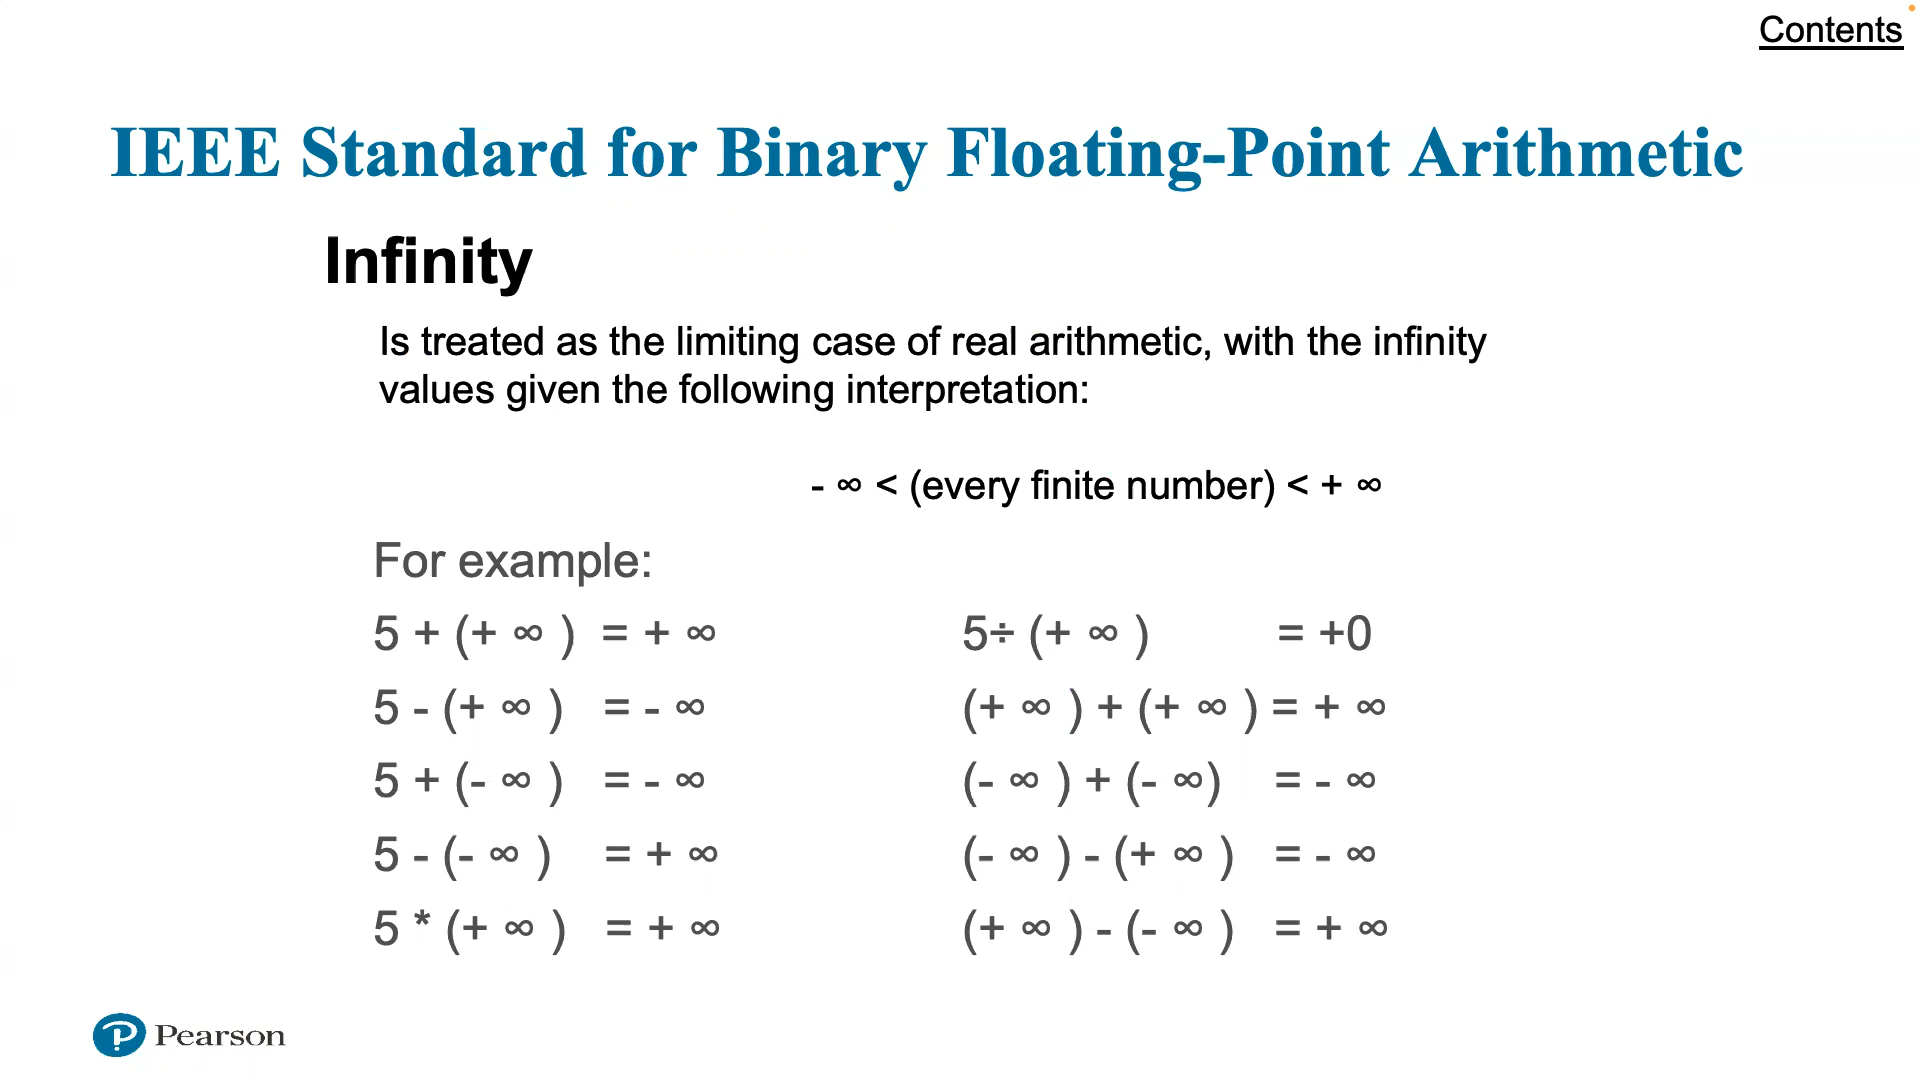 Contents
IEEE Standard for Binary Floating-Point Arithmetic
Infinity
Is treated as the limiting case of real arithmetic, with the infinity
values given the following interpretation:
- ∞ < (every finite number) < + ∞
For example:
5 + (+ ∞ ) = + ∞
5 - (+ ∞ ) = - ∞
5 + (- ∞ ) = - ∞
5 - (- ∞ ) = + ∞
5 * (+ ∞ ) = + ∞
5÷ (+ ∞ ) = +0
(+ ∞ ) + (+ ∞ ) = + ∞
(- ∞ ) + (- ∞) = - ∞
(- ∞ ) - (+ ∞ ) = - ∞
(+ ∞ ) - (- ∞ ) = + ∞
Pearson